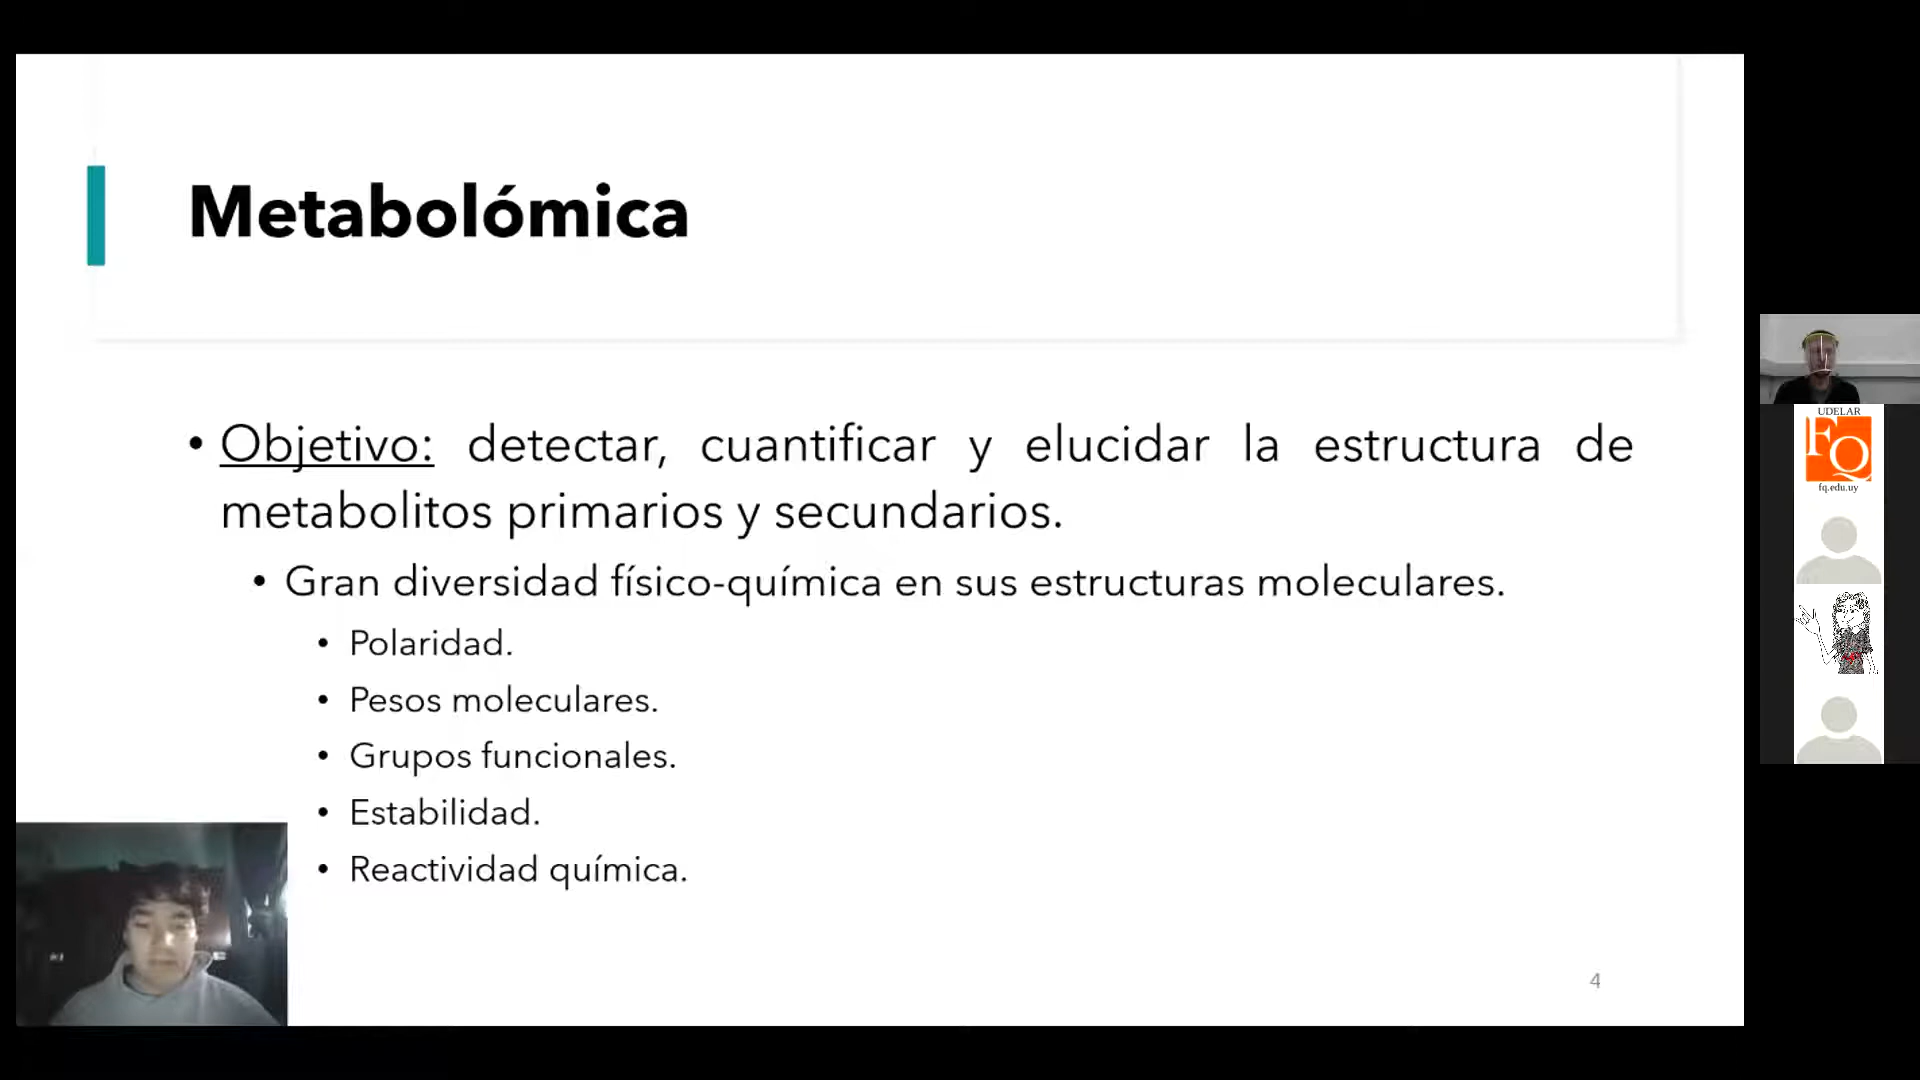 Metabolómica
• Objetivo: detectar, cuantificar y elucidar la estructura de
metabolitos primarios y secundarios.
• Gran diversidad físico-química en sus estructuras moleculares.
• Polaridad.
• Pesos moleculares.
• Grupos funcionales.
• Estabilidad.
• Reactividad química.
4
UDELAR
FQ
fq.edu.uy